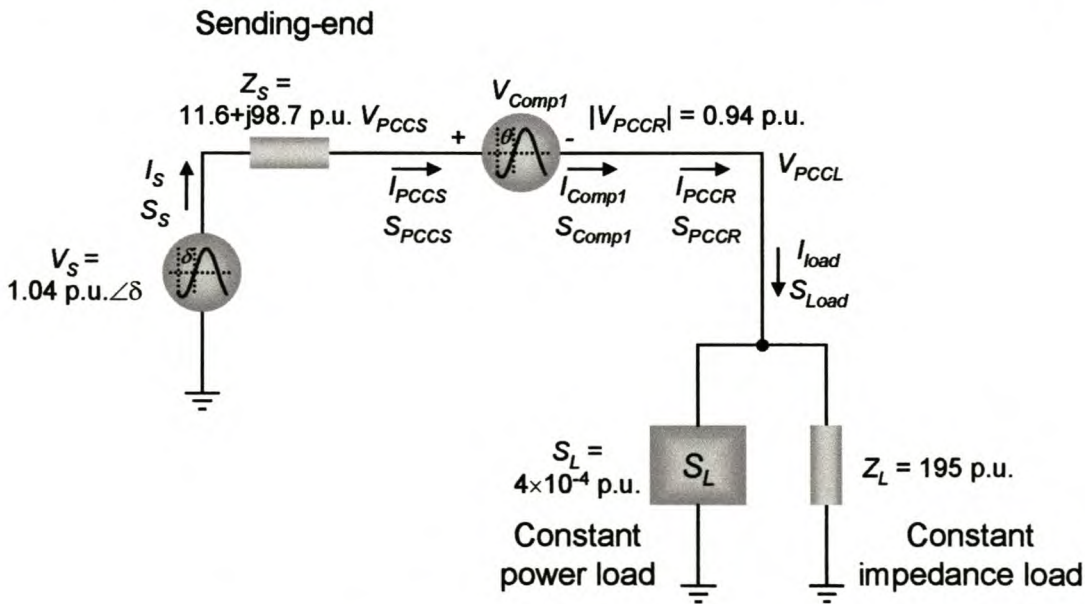 Sending-end
Z_S =
11.6+j98.7 p.u.
V_PCCS
V_Comp1
|V_PCCR| = 0.94 p.u.
+
θ
-
V_PCCL
I_S
S_S
I_PCCS
S_PCCS
I_Comp1
S_Comp1
I_PCCR
S_PCCR
V_S =
1.04 p.u.∠δ
δ
I_load
S_Load
S_L =
4×10⁻⁴ p.u.
S_L
Z_L = 195 p.u.
Constant
power load
Constant
impedance load